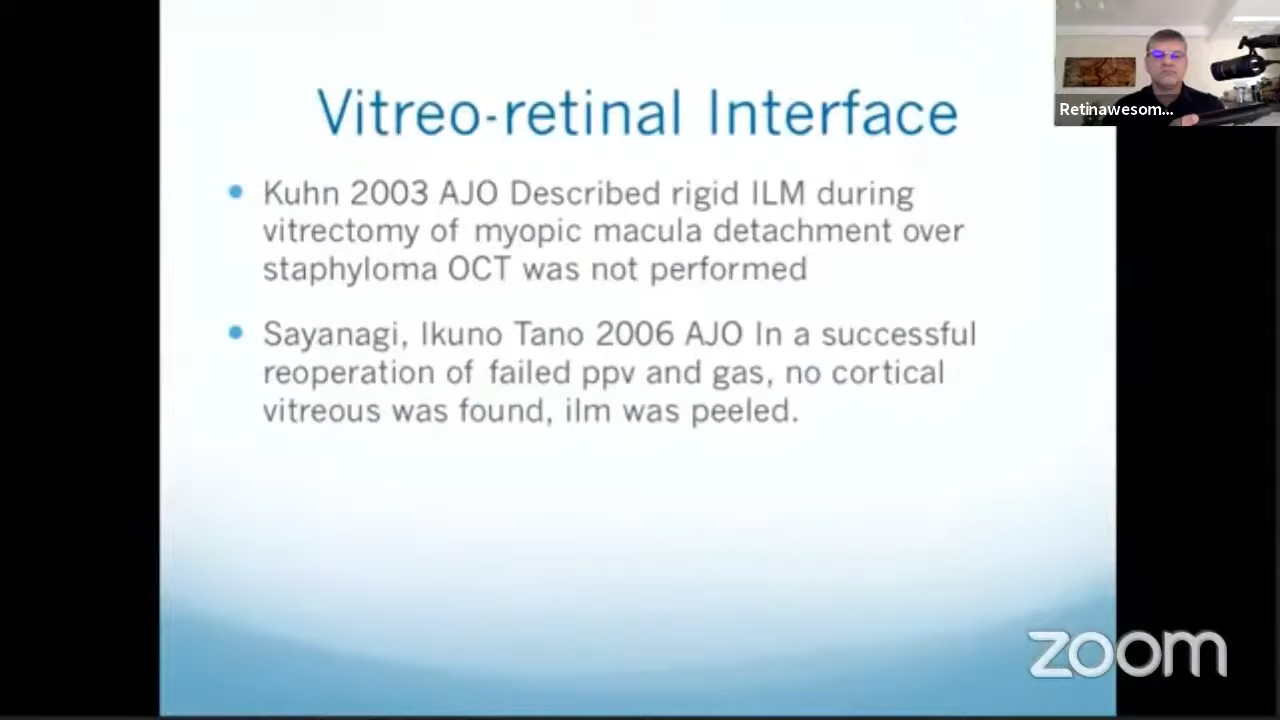 Vitreo-retinal Interface
Kuhn 2003 AJO Described rigid ILM during
vitrectomy of myopic macula detachment over
staphyloma OCT was not performed
Sayanagi, Ikuno Tano 2006 AJO In a successful
reoperation of failed ppv and gas, no cortical
vitreous was found, ilm was peeled.
Retinawesom...
zoom